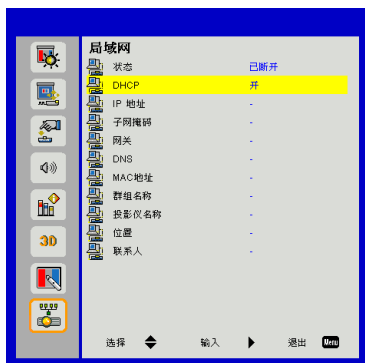 局域网
状态 已断开
DHCP 开
IP 地址 -
子网掩码 -
网关 -
DNS -
MAC地址 -
群组名称 -
投影仪名称 -
位置 -
联系人 -
3D
选择 输入 退出 Menu